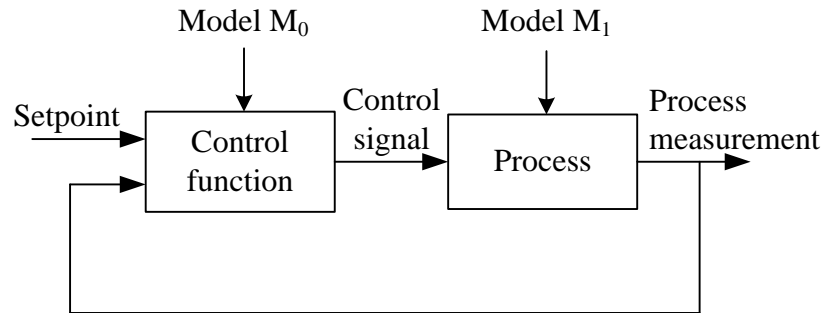 Model M₀
Model M₁
Setpoint
Control
function
Control
signal
Process
Process
measurement